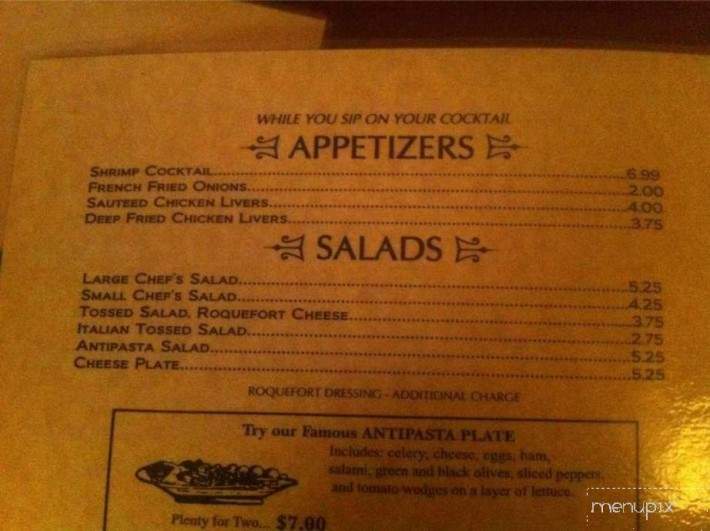 WHILE YOU SIP ON YOUR COCKTAIL
APPETIZERS
SHRIMP COCKTAIL 6.99
FRENCH FRIED ONIONS 2.00
SAUTEED CHICKEN LIVERS 4.00
DEEP FRIED CHICKEN LIVERS 3.75
SALADS
LARGE CHEF'S SALAD 5.25
SMALL CHEF'S SALAD 4.25
TOSSED SALAD, ROQUEFORT CHEESE 3.75
ITALIAN TOSSED SALAD 2.75
ANTIPASTA SALAD 5.25
CHEESE PLATE 5.25
ROQUEFORT DRESSING - ADDITIONAL CHARGE
Try our Famous ANTIPASTA PLATE
Includes: celery, cheese, eggs, ham,
salami, green and black olives, sliced peppers,
and tomato wedges on a layer of lettuce.
Plenty for Two... $7.00
menupix